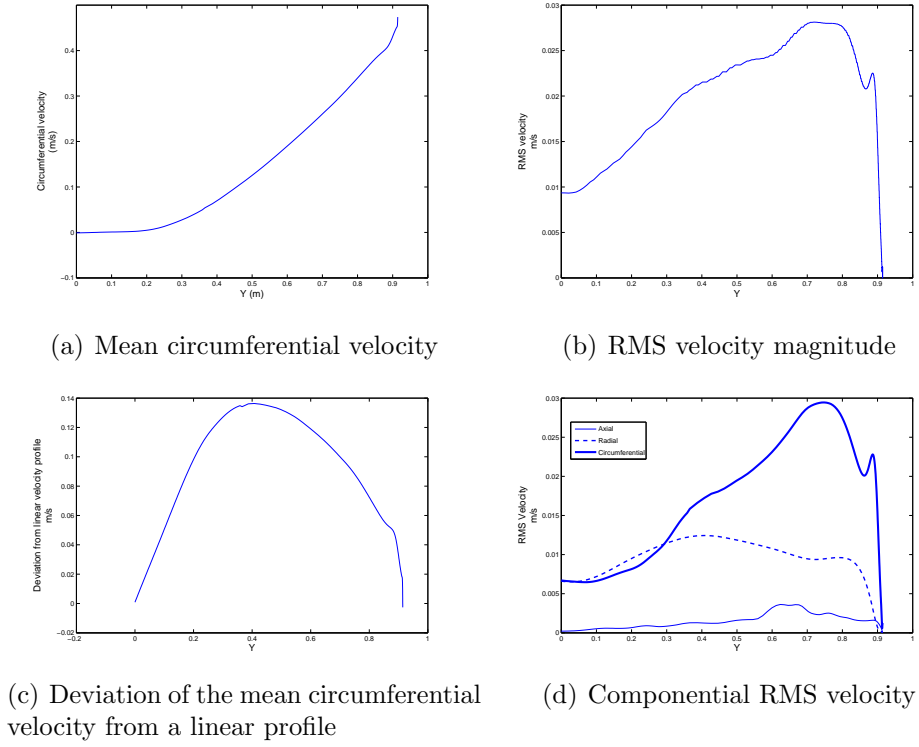 0.4
0.3
0.2
0.1
0
−0.1
Circumferential velocity
(m/s)
0 0.1 0.2 0.3 0.4 0.5 0.6 0.7 0.8 0.9 1
Y (m)
(a) Mean circumferential velocity
0.03
0.025
0.02
0.015
0.01
0.005
0
RMS velocity
m/s
0 0.1 0.2 0.3 0.4 0.5 0.6 0.7 0.8 0.9 1
Y
(b) RMS velocity magnitude
0.14
0.12
0.1
0.08
0.06
0.04
0.02
0
−0.02
Deviation from linear velocity profile
m/s
−0.2 0 0.2 0.4 0.6 0.8 1
Y
(c) Deviation of the mean circumferential
velocity from a linear profile
0.03
0.025
0.02
0.015
0.01
0.005
0
RMS Velocity
m/s
Axial
Radial
Circumferential
0 0.1 0.2 0.3 0.4 0.5 0.6 0.7 0.8 0.9 1
Y
(d) Componential RMS velocity